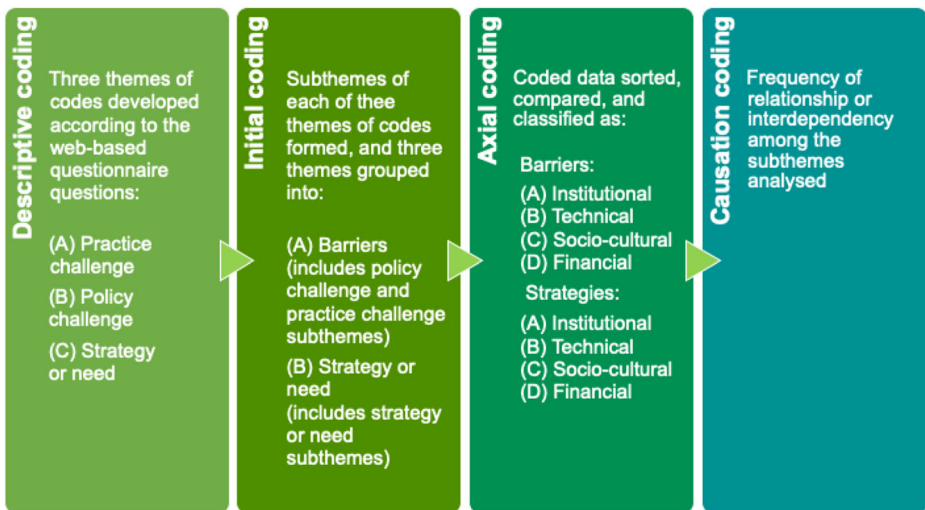 Descriptive coding
Three themes of
codes developed
according to the
web-based
questionnaire
questions:
(A) Practice
challenge
(B) Policy
challenge
(C) Strategy
or need
Initial coding
Subthemes of
each of thee
themes of codes
formed, and three
themes grouped
into:
(A) Barriers
(includes policy
challenge and
practice challenge
subthemes)
(B) Strategy or
need
(includes strategy
or need
subthemes)
Axial coding
Coded data sorted,
compared, and
classified as:
Barriers:
(A) Institutional
(B) Technical
(C) Socio-cultural
(D) Financial
Strategies:
(A) Institutional
(B) Technical
(C) Socio-cultural
(D) Financial
Causation coding
Frequency of
relationship or
interdependency
among the
subthemes
analysed